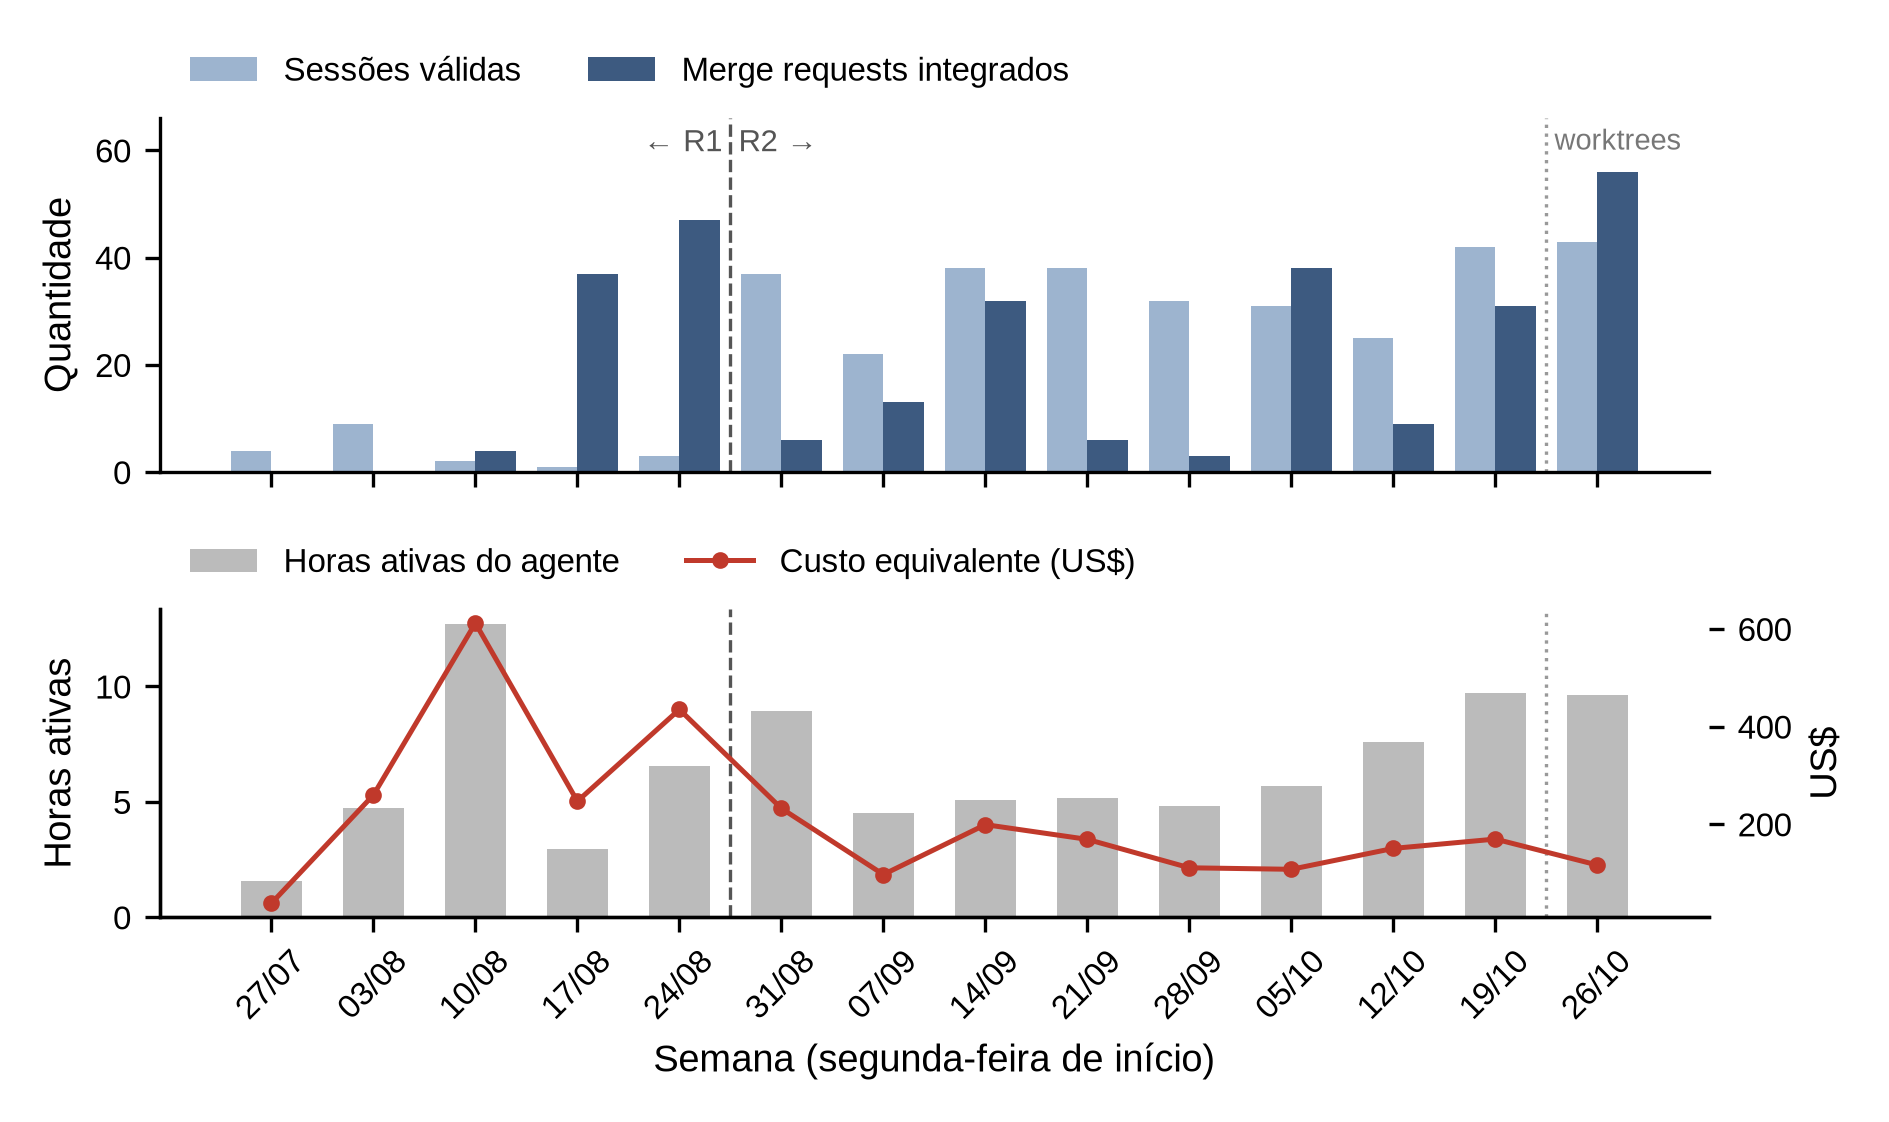 Sessões válidas Merge requests integrados
← R1 R2 → worktrees
60
40
20
0
Quantidade
Horas ativas do agente Custo equivalente (US$)
10
5
0
Horas ativas
600
400
200
US$
27/07 03/08 10/08 17/08 24/08 31/08 07/09 14/09 21/09 28/09 05/10 12/10 19/10 26/10
Semana (segunda-feira de início)